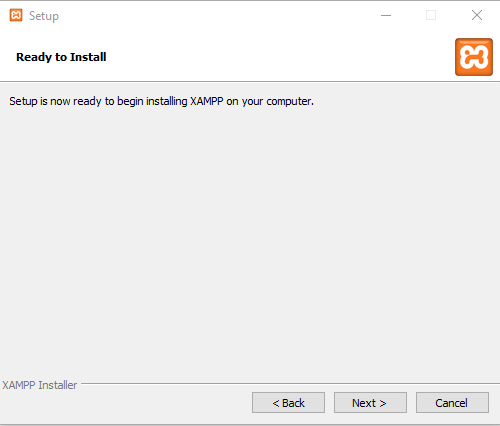 Setup
Ready to Install
Setup is now ready to begin installing XAMPP on your computer.
XAMPP Installer
< Back
Next >
Cancel